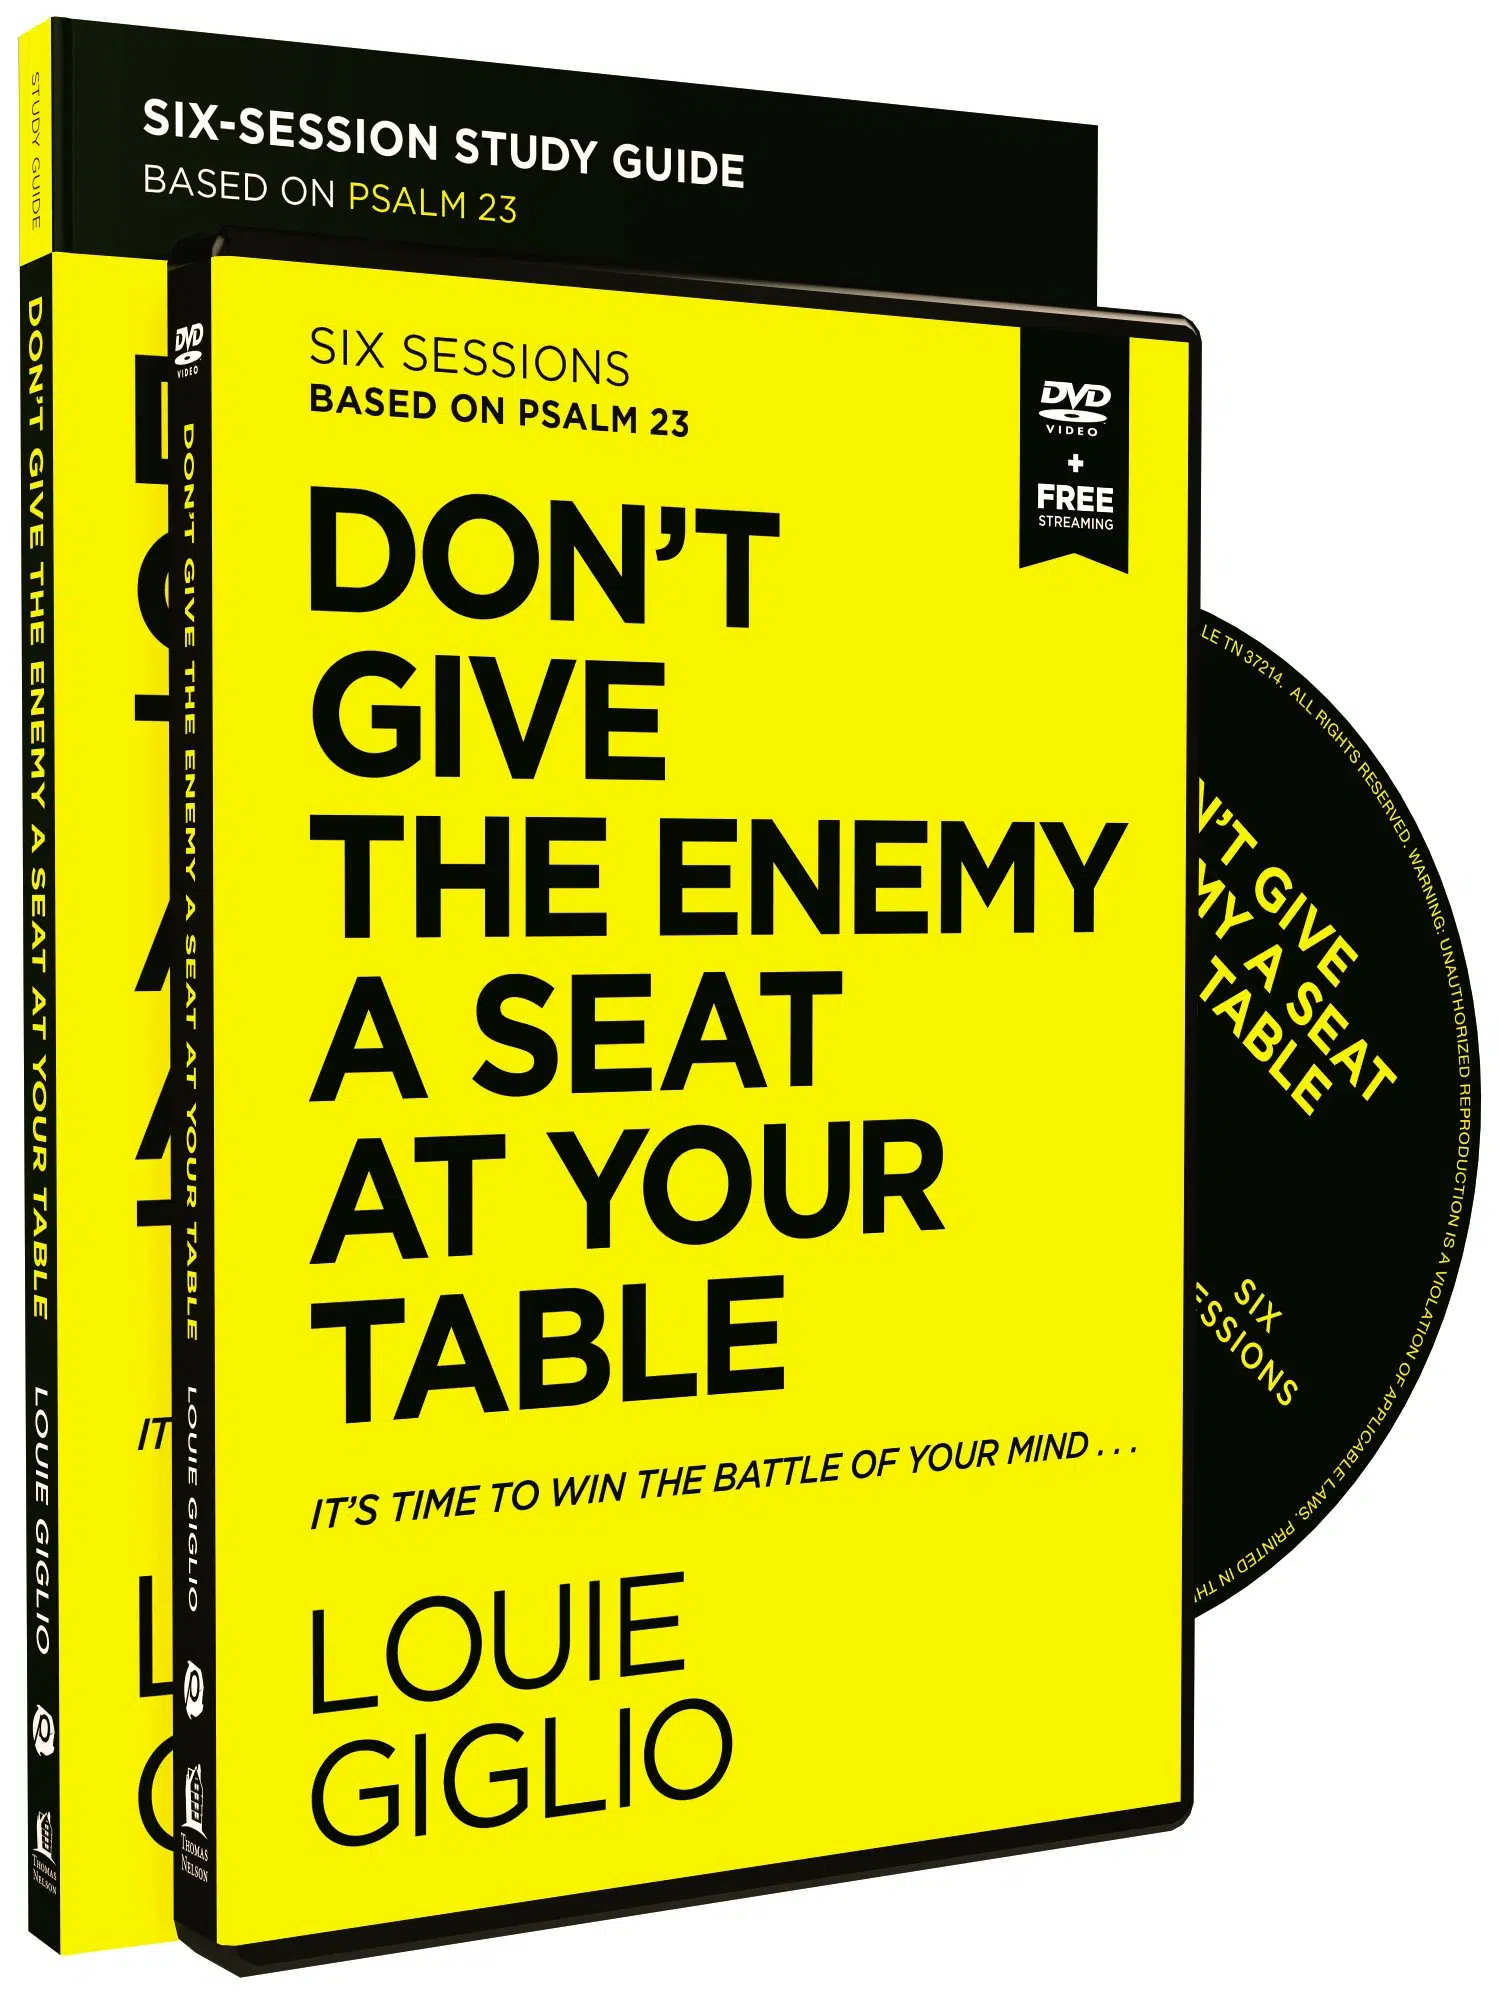 SIX-SESSION STUDY GUIDE
BASED ON PSALM 23
STUDY GUIDE
DON'T GIVE THE ENEMY A SEAT AT YOUR TABLE
LOUIE GIGLIO
THOMAS
NELSON
IT
DVD
VIDEO
DON'T GIVE THE ENEMY A SEAT AT YOUR TABLE
LOUIE GIGLIO
THOMAS
NELSON
SIX SESSIONS
BASED ON PSALM 23
DVD
VIDEO
+
FREE
STREAMING
DON'T
GIVE
THE ENEMY
A SEAT
AT YOUR
TABLE
IT'S TIME TO WIN THE BATTLE OF YOUR MIND . . .
LOUIE
GIGLIO
LE TN 37214. ALL RIGHTS RESERVED. WARNING: UNAUTHORIZED REPRODUCTION IS A VIOLATION OF APPLICABLE LAWS. PRINTED IN TH
N'T GIVE
MY A SEAT
TABLE
SIX
ESSIONS